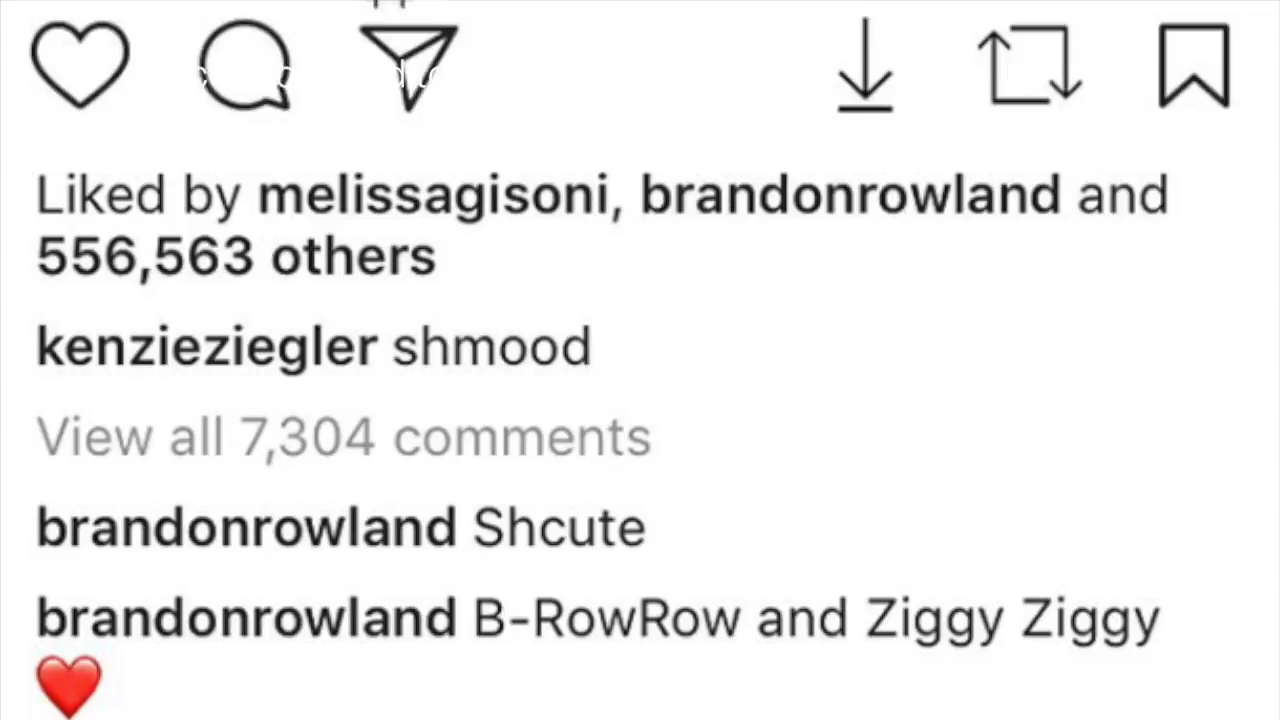 Liked by melissagisoni, brandonrowland and
556,563 others
kenzieziegler shmood
View all 7,304 comments
brandonrowland Shcute
brandonrowland B-RowRow and Ziggy Ziggy
❤️